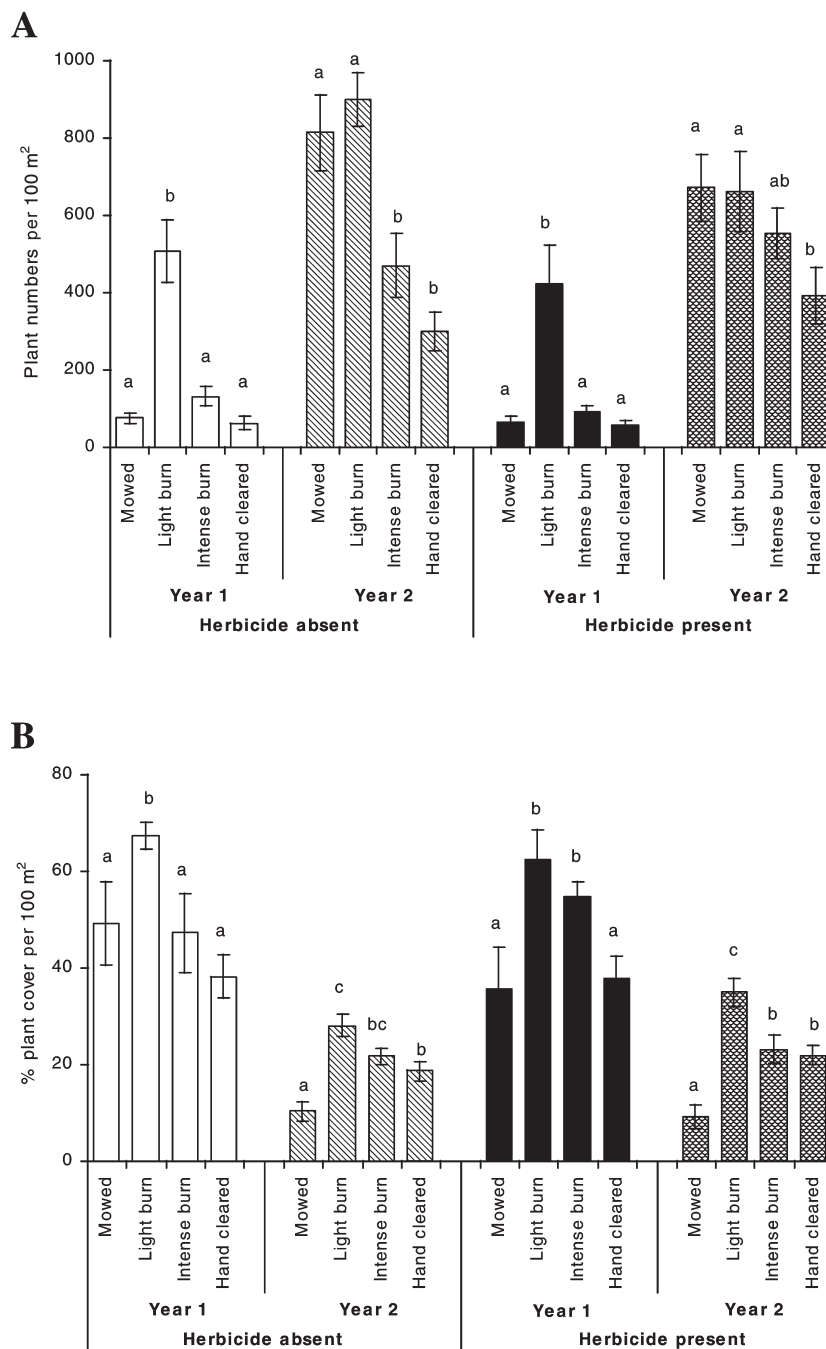 A
Plant numbers per 100 m²
1000
800
600
400
200
0
a
b
a
a
a
a
b
b
a
b
a
a
a
a
ab
b
Mowed
Light burn
Intense burn
Hand cleared
Mowed
Light burn
Intense burn
Hand cleared
Mowed
Light burn
Intense burn
Hand cleared
Mowed
Light burn
Intense burn
Hand cleared
Year 1
Year 2
Year 1
Year 2
Herbicide absent
Herbicide present
B
% plant cover per 100 m²
80
60
40
20
0
a
b
a
a
a
c
bc
b
a
b
b
a
a
c
b
b
Mowed
Light burn
Intense burn
Hand cleared
Mowed
Light burn
Intense burn
Hand cleared
Mowed
Light burn
Intense burn
Hand cleared
Mowed
Light burn
Intense burn
Hand cleared
Year 1
Year 2
Year 1
Year 2
Herbicide absent
Herbicide present